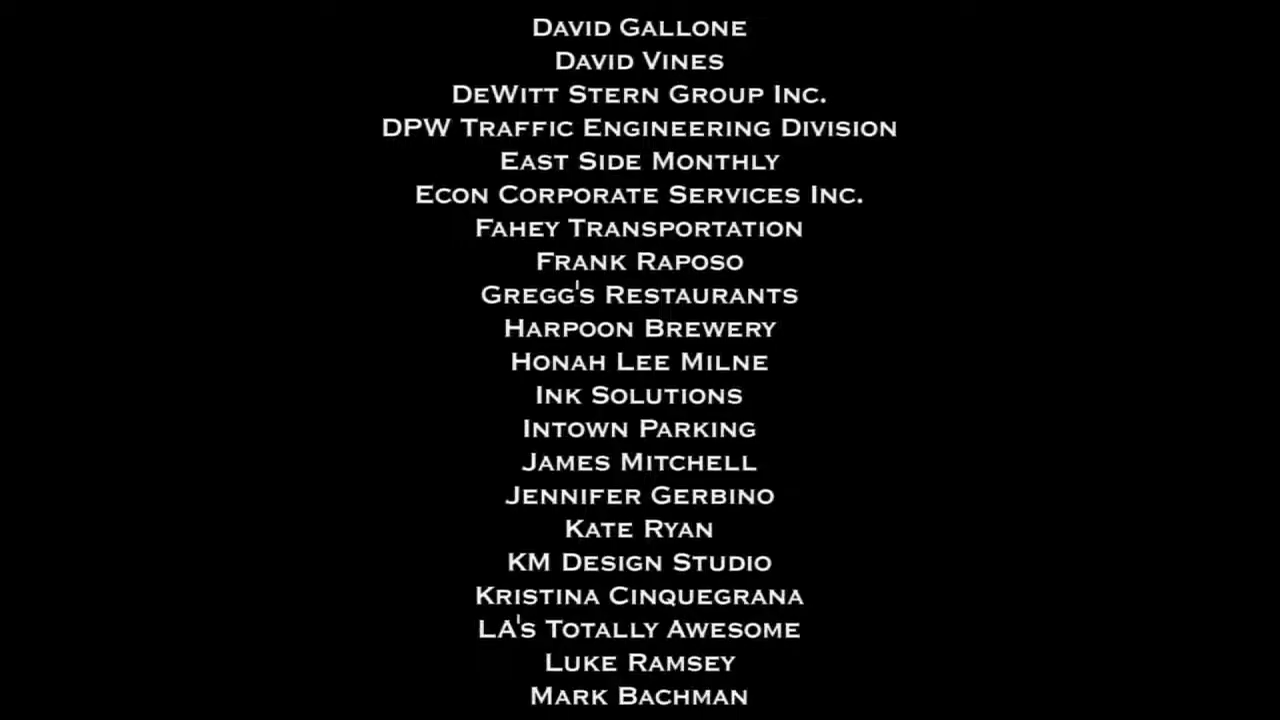 David Gallone
David Vines
DeWitt Stern Group Inc.
DPW Traffic Engineering Division
East Side Monthly
Econ Corporate Services Inc.
Fahey Transportation
Frank Raposo
Gregg's Restaurants
Harpoon Brewery
Honah Lee Milne
Ink Solutions
Intown Parking
James Mitchell
Jennifer Gerbino
Kate Ryan
KM Design Studio
Kristina Cinquegrana
LA's Totally Awesome
Luke Ramsey
Mark Bachman